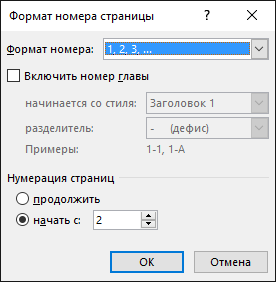 Формат номера страницы
Формат номера: 1, 2, 3, ...
Включить номер главы
начинается со стиля: Заголовок 1
разделитель: - (дефис)
Примеры: 1-1, 1-A
Нумерация страниц
продолжить
начать с: 2
ОК Отмена